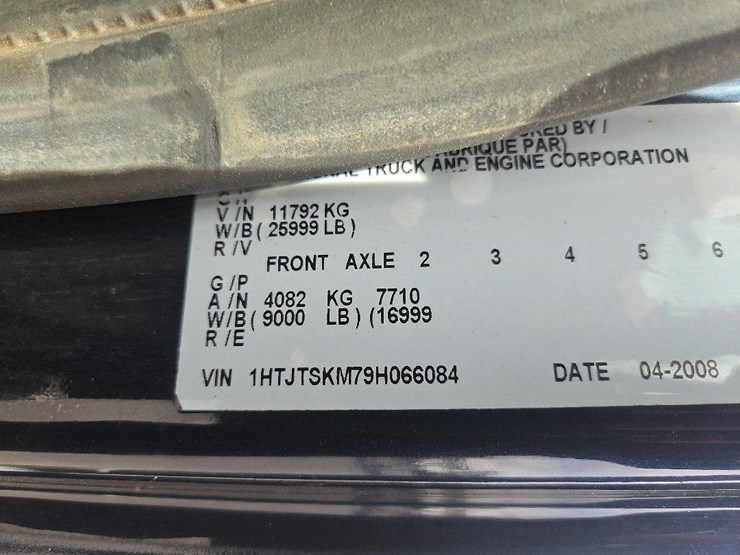 BY /
PAR)
TRUCK AND ENGINE CORPORATION
V/N 11792 KG
W/B ( 25999 LB )
R/V
FRONT AXLE 2 3 4 5 6
G/P
A/N 4082 KG 7710
W/B ( 9000 LB ) (16999
R/E
VIN 1HTJTSKM79H066084 DATE 04-2008